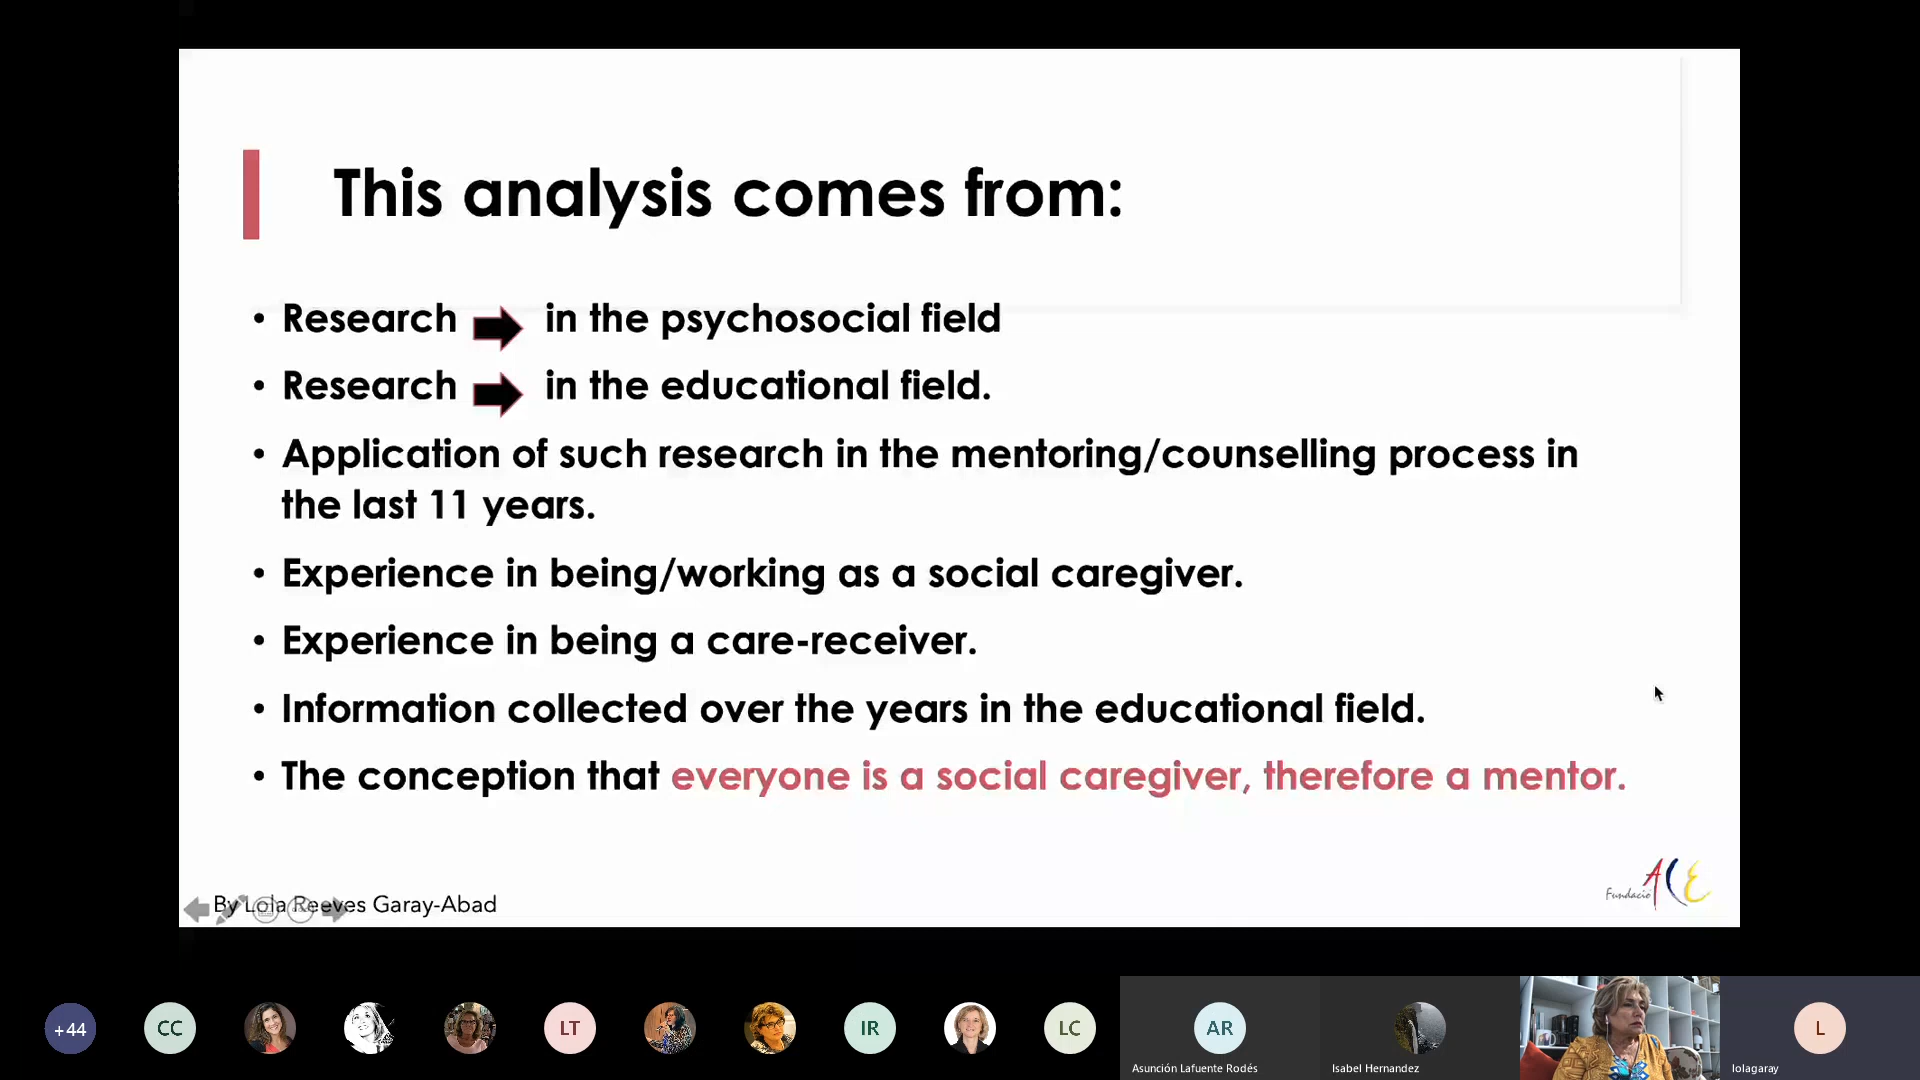 This analysis comes from:
• Research in the psychosocial field
• Research in the educational field.
• Application of such research in the mentoring/counselling process in
the last 11 years.
• Experience in being/working as a social caregiver.
• Experience in being a care-receiver.
• Information collected over the years in the educational field.
• The conception that everyone is a social caregiver, therefore a mentor.
By Lola Reeves Garay-Abad
Fundació ACE
+44
CC
LT
IR
LC
AR
L
Asunción Lafuente Rodés
Isabel Hernandez
lolagaray